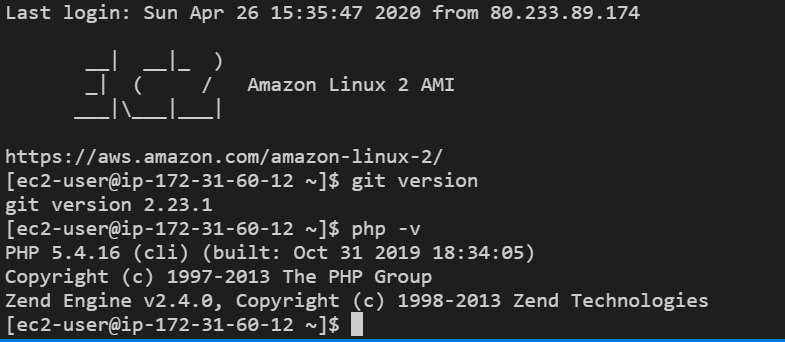 Last login: Sun Apr 26 15:35:47 2020 from 80.233.89.174
       __|  __|_  )
       _|  (     /   Amazon Linux 2 AMI
      ___|\___|___|
https://aws.amazon.com/amazon-linux-2/
[ec2-user@ip-172-31-60-12 ~]$ git version
git version 2.23.1
[ec2-user@ip-172-31-60-12 ~]$ php -v
PHP 5.4.16 (cli) (built: Oct 31 2019 18:34:05)
Copyright (c) 1997-2013 The PHP Group
Zend Engine v2.4.0, Copyright (c) 1998-2013 Zend Technologies
[ec2-user@ip-172-31-60-12 ~]$